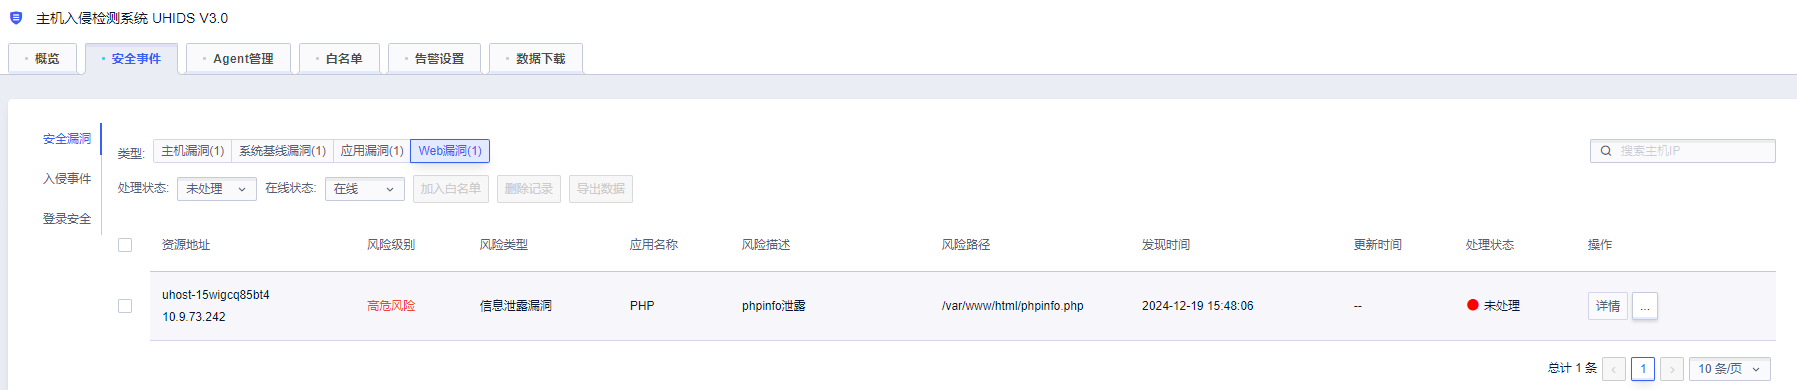 主机入侵检测系统 UHIDS V3.0
概览 安全事件 Agent管理 白名单 告警设置 数据下载
安全漏洞
入侵事件
登录安全
类型: 主机漏洞(1) 系统基线漏洞(1) 应用漏洞(1) Web漏洞(1) 搜索主机IP
处理状态: 未处理 在线状态: 在线 加入白名单 删除记录 导出数据
资源地址 风险级别 风险类型 应用名称 风险描述 风险路径 发现时间 更新时间 处理状态 操作
uhost-15wigcq85bt4
10.9.73.242
高危风险 信息泄露漏洞 PHP phpinfo泄露 /var/www/html/phpinfo.php 2024-12-19 15:48:06 -- 未处理 详情 ...
总计 1 条 ‹ 1 › 10 条/页